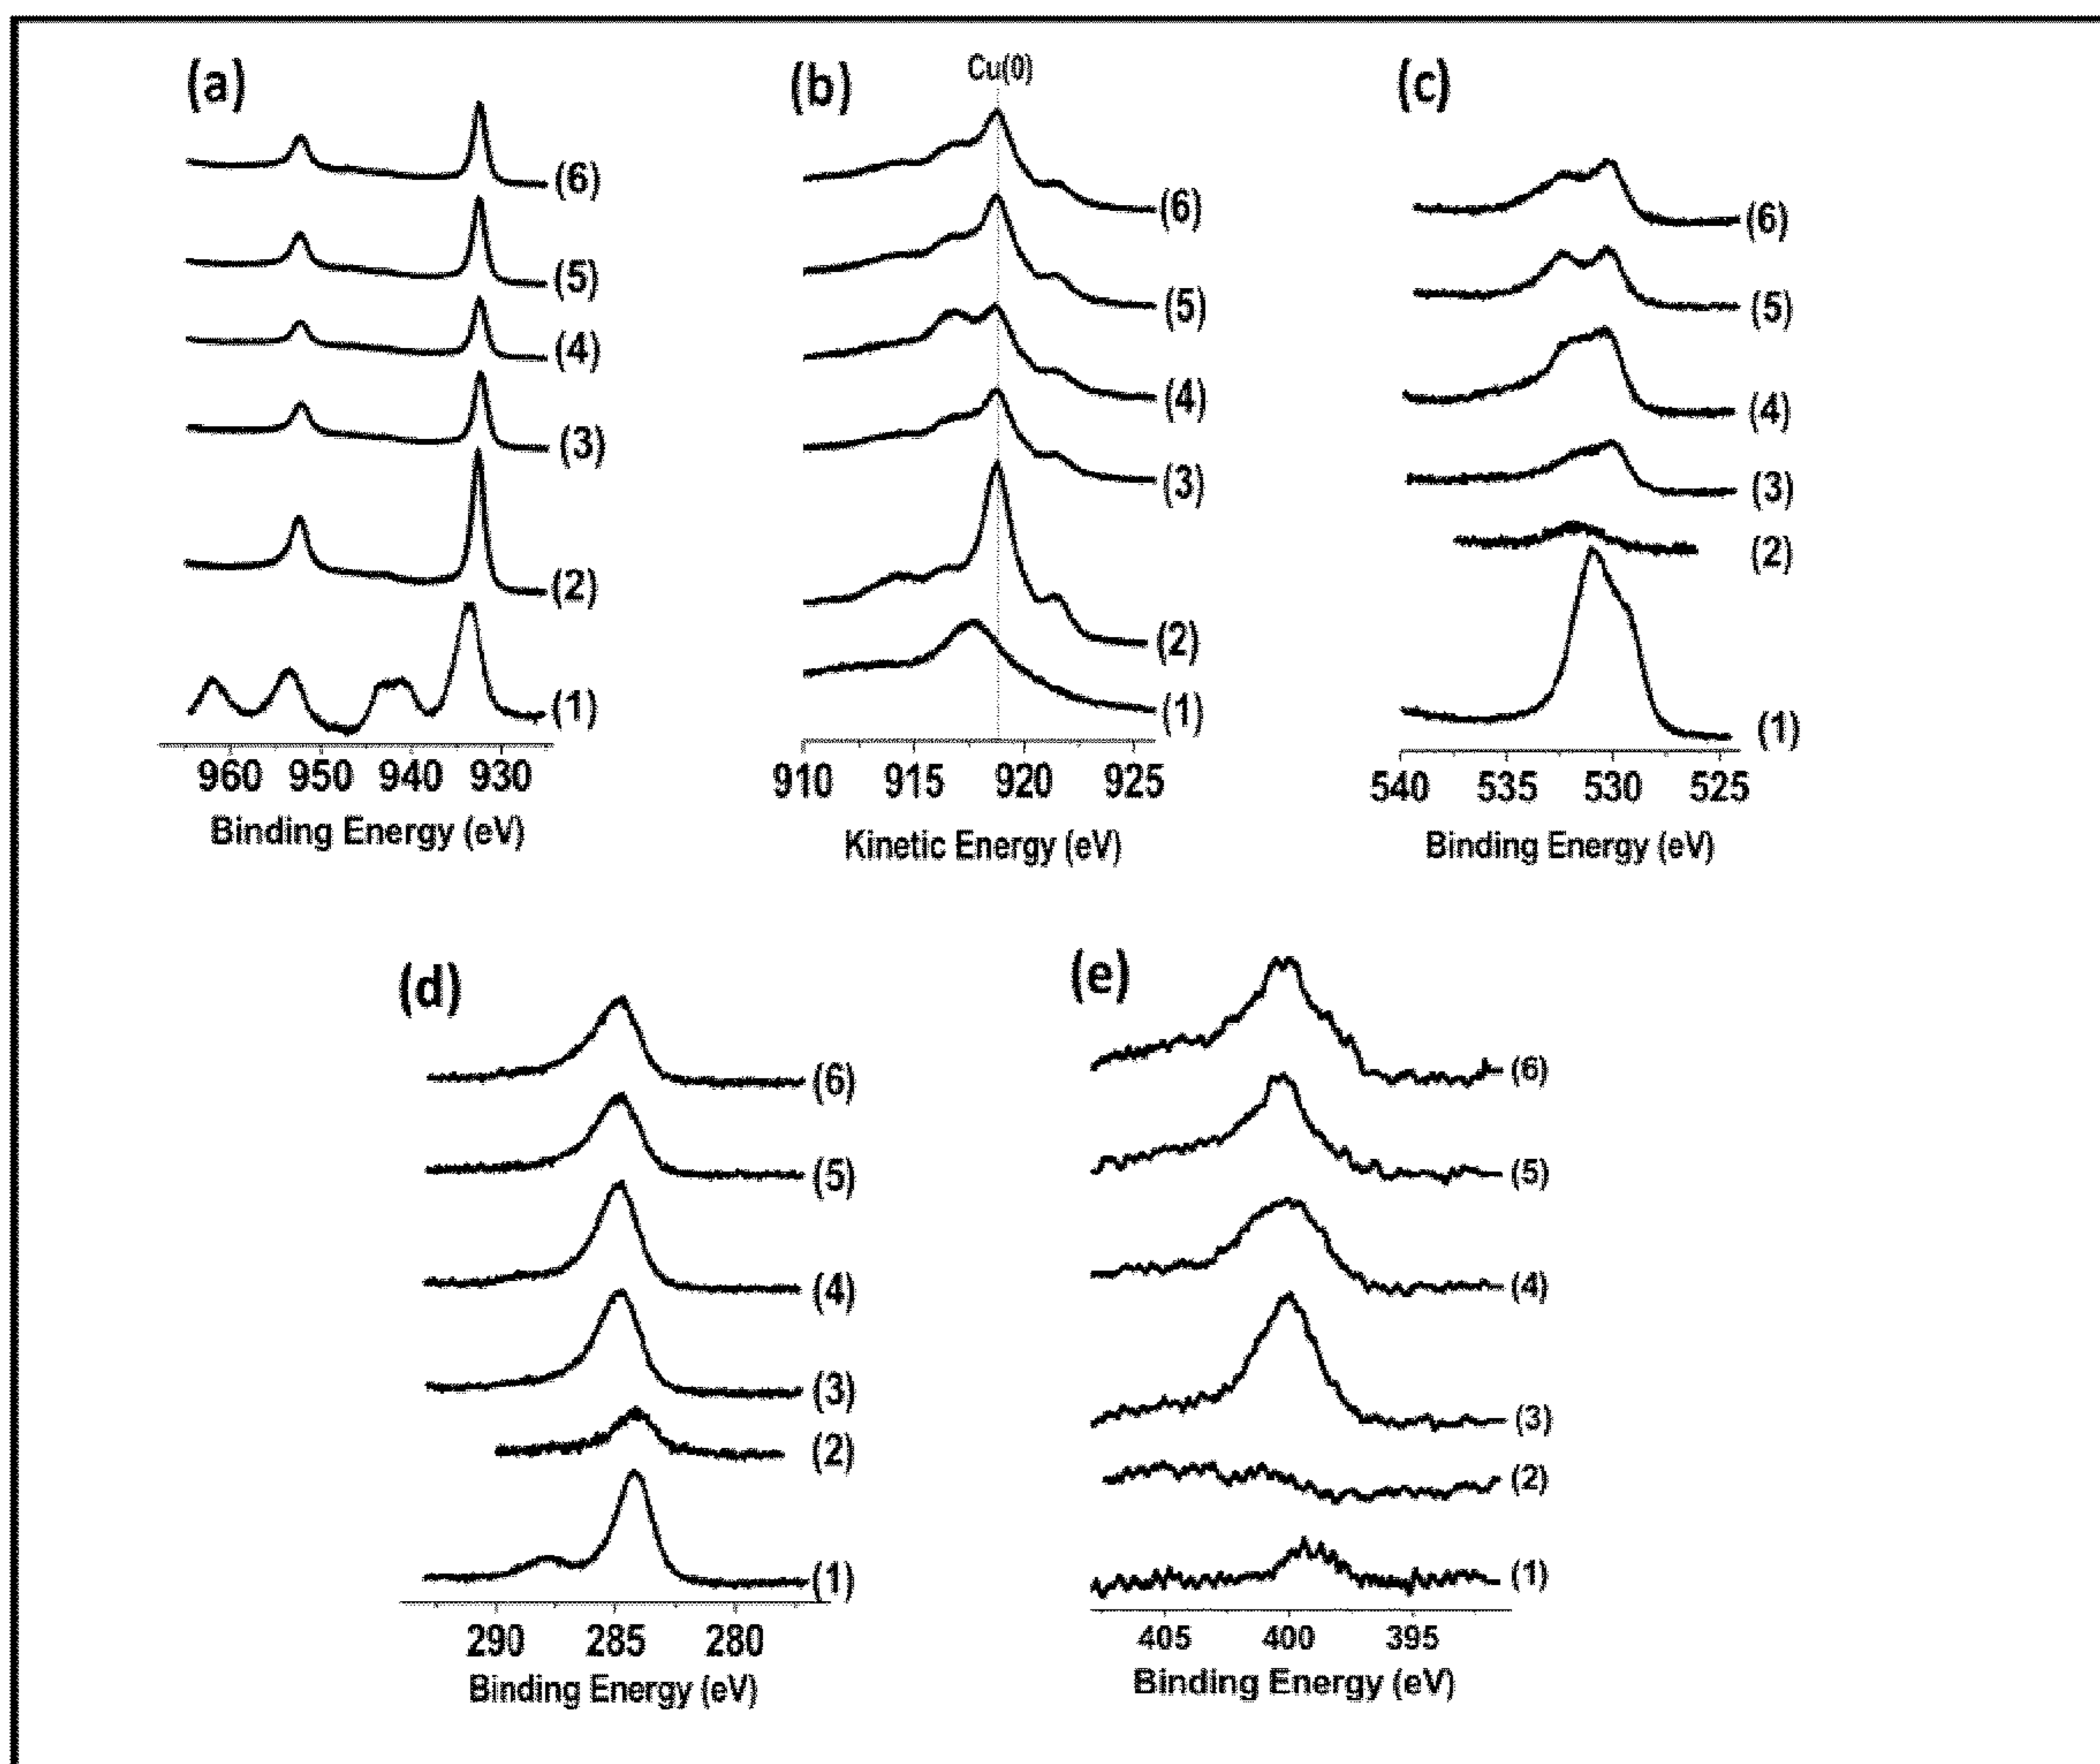 (a)
(6)
(5)
(4)
(3)
(2)
(1)
960 950 940 930
Binding Energy (eV)
(b)
Cu(0)
(6)
(5)
(4)
(3)
(2)
(1)
910 915 920 925
Kinetic Energy (eV)
(c)
(6)
(5)
(4)
(3)
(2)
(1)
540 535 530 525
Binding Energy (eV)
(d)
(6)
(5)
(4)
(3)
(2)
(1)
290 285 280
Binding Energy (eV)
(e)
(6)
(5)
(4)
(3)
(2)
(1)
405 400 395
Binding Energy (eV)